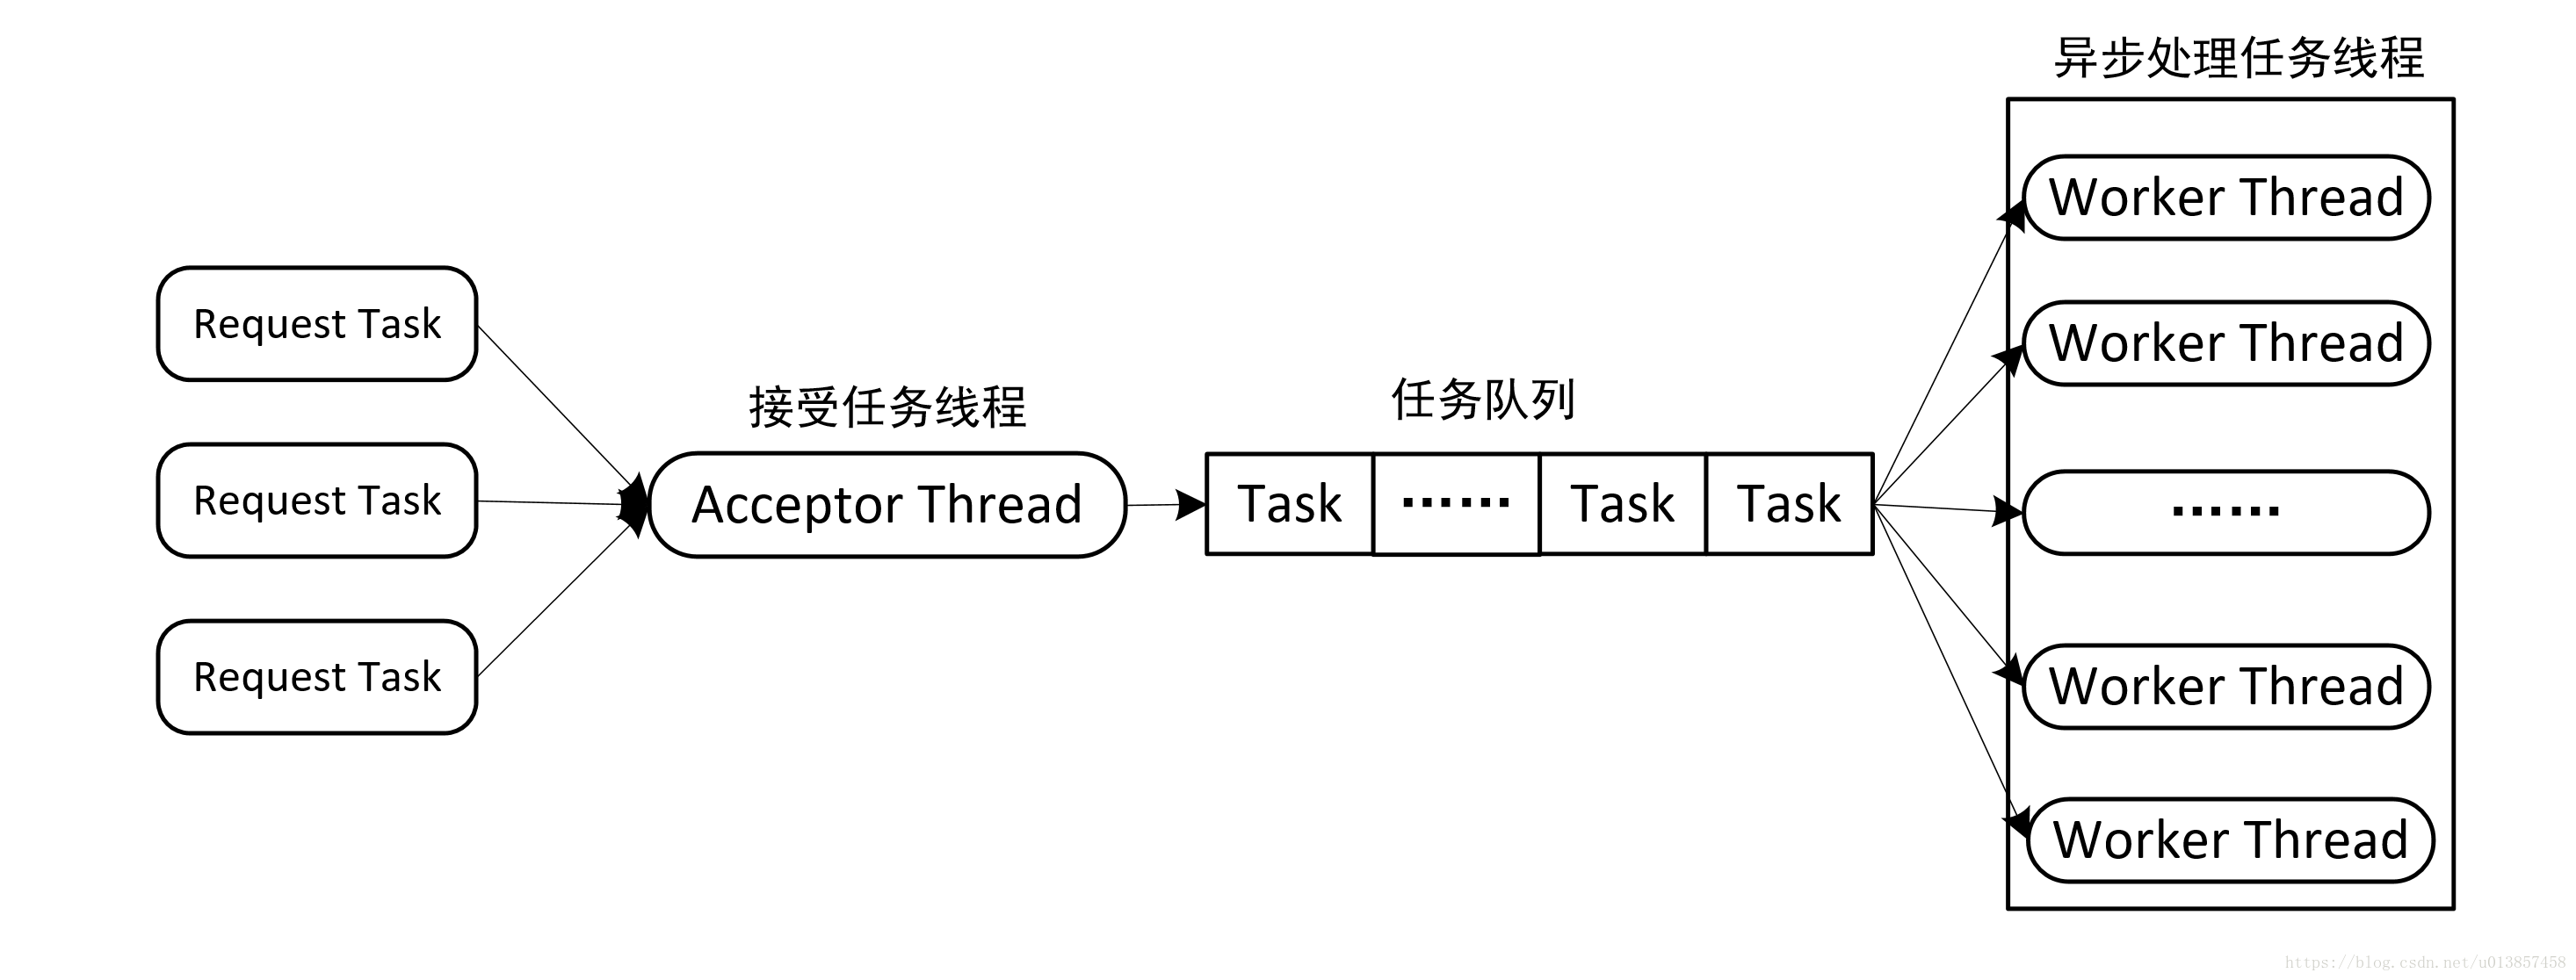 Request Task
Request Task
Request Task
接受任务线程
Acceptor Thread
任务队列
Task
······
Task
Task
异步处理任务线程
Worker Thread
Worker Thread
······
Worker Thread
Worker Thread
https://blog.csdn.net/u013857458